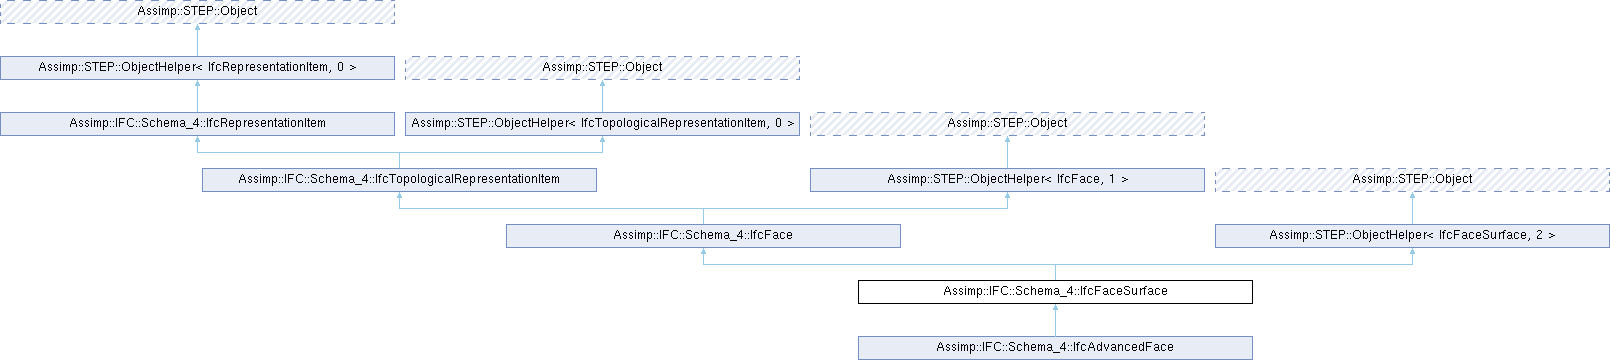 Assimp::STEP::Object
Assimp::STEP::ObjectHelper< IfcRepresentationItem, 0 >
Assimp::STEP::Object
Assimp::IFC::Schema_4::IfcRepresentationItem
Assimp::STEP::ObjectHelper< IfcTopologicalRepresentationItem, 0 >
Assimp::STEP::Object
Assimp::IFC::Schema_4::IfcTopologicalRepresentationItem
Assimp::STEP::ObjectHelper< IfcFace, 1 >
Assimp::STEP::Object
Assimp::IFC::Schema_4::IfcFace
Assimp::STEP::ObjectHelper< IfcFaceSurface, 2 >
Assimp::IFC::Schema_4::IfcFaceSurface
Assimp::IFC::Schema_4::IfcAdvancedFace